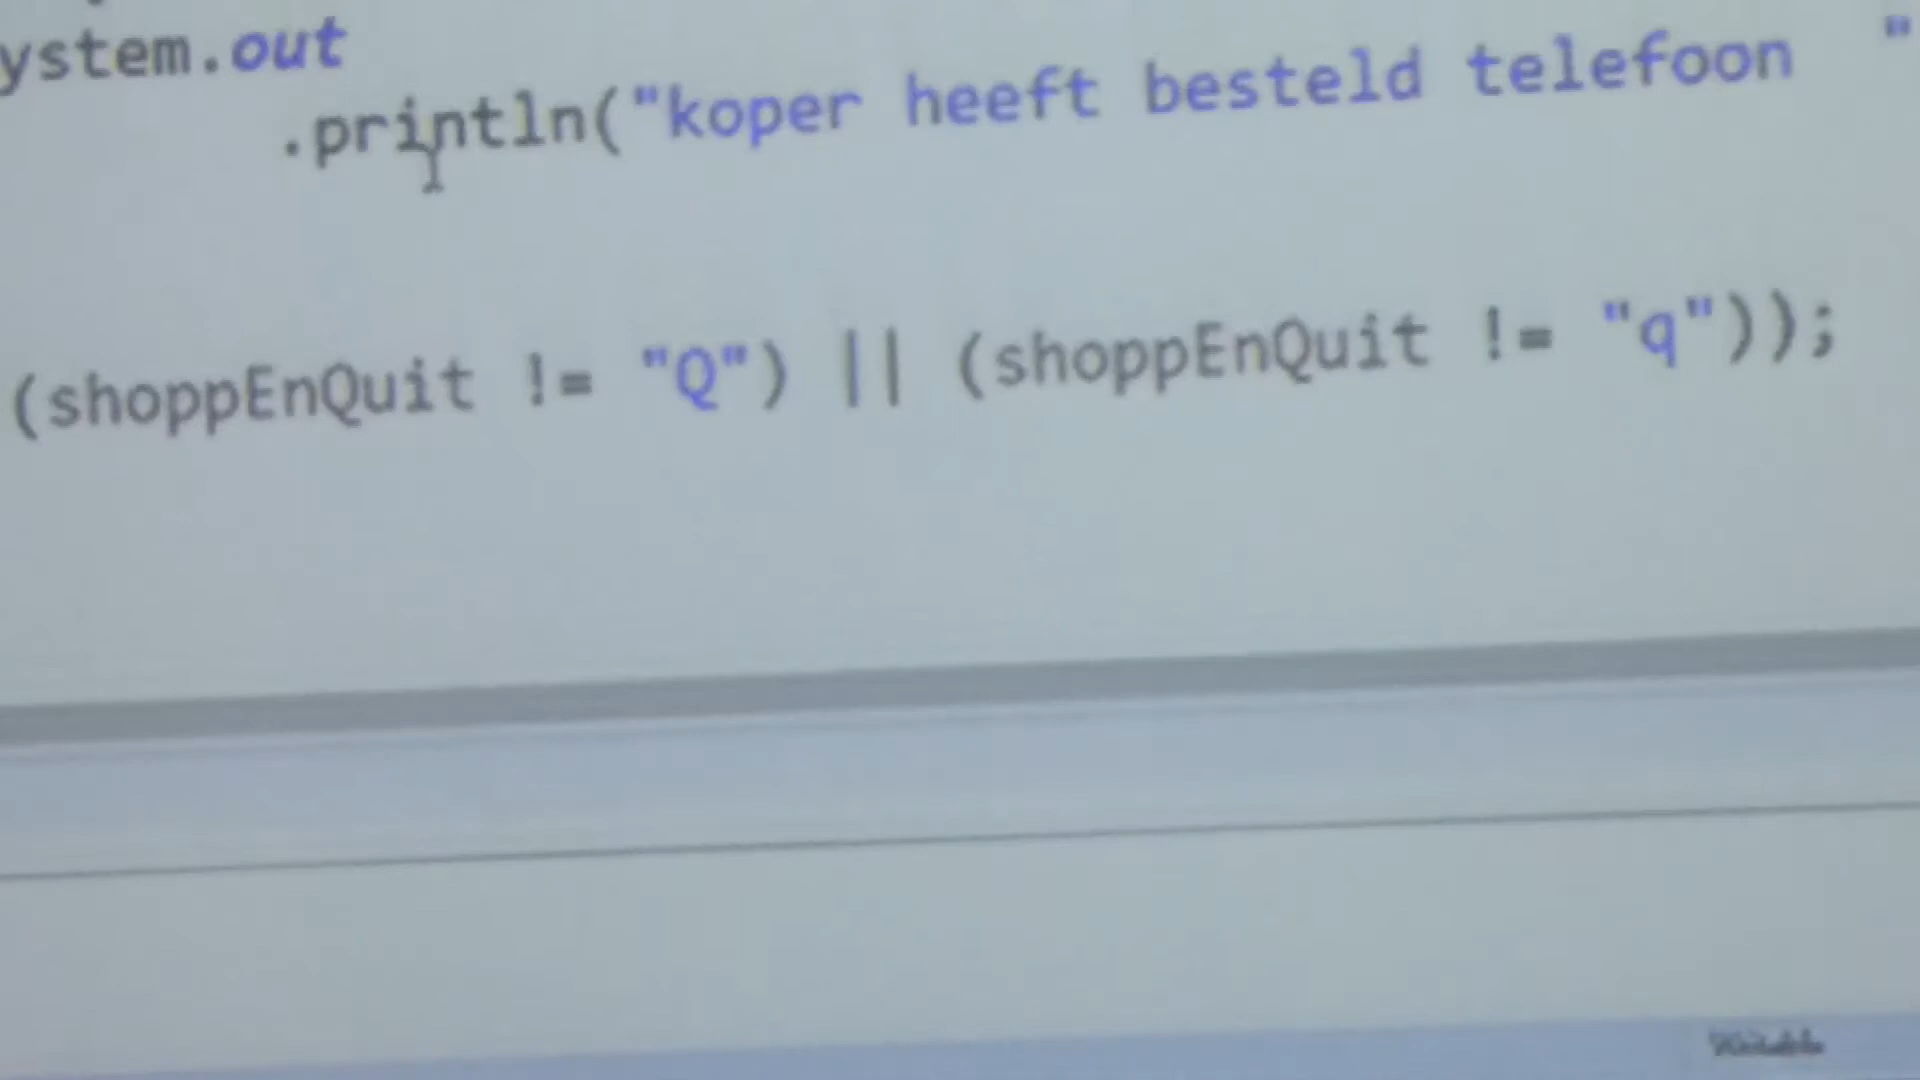 ystem.out
.println("koper heeft besteld telefoon "
(shoppEnQuit != "Q") || (shoppEnQuit != "q"));